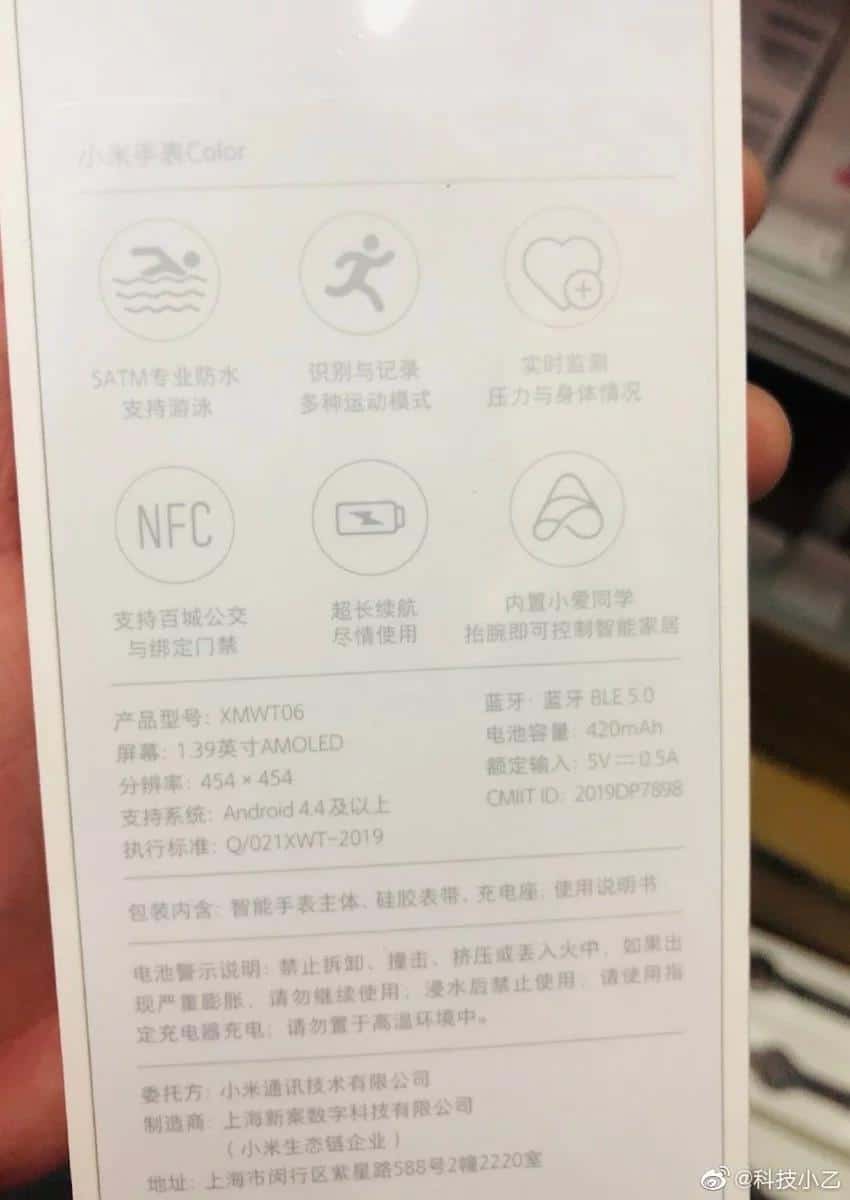 小米手表Color
5ATM专业防水
支持游泳
识别与记录
多种运动模式
实时监测
压力与身体情况
NFC
支持百城公交
与绑定门禁
超长续航
尽情使用
内置小爱同学
抬腕即可控制智能家居
产品型号: XMWT06
屏幕: 1.39英寸AMOLED
分辨率: 454 × 454
支持系统: Android 4.4及以上
执行标准: Q/021XWT-2019
蓝牙: 蓝牙 BLE 5.0
电池容量: 420mAh
额定输入: 5V⎓0.5A
CMIIT ID: 2019DP7898
包装内含: 智能手表主体、硅胶表带、充电座、使用说明书
电池警示说明: 禁止拆卸、撞击、挤压或丢入火中, 如果出
现严重膨胀, 请勿继续使用; 浸水后禁止使用, 请使用指
定充电器充电; 请勿置于高温环境中。
委托方: 小米通讯技术有限公司
制造商: 上海新案数字科技有限公司
(小米生态链企业)
地址: 上海市闵行区紫星路588号2幢2220室
@科技小乙